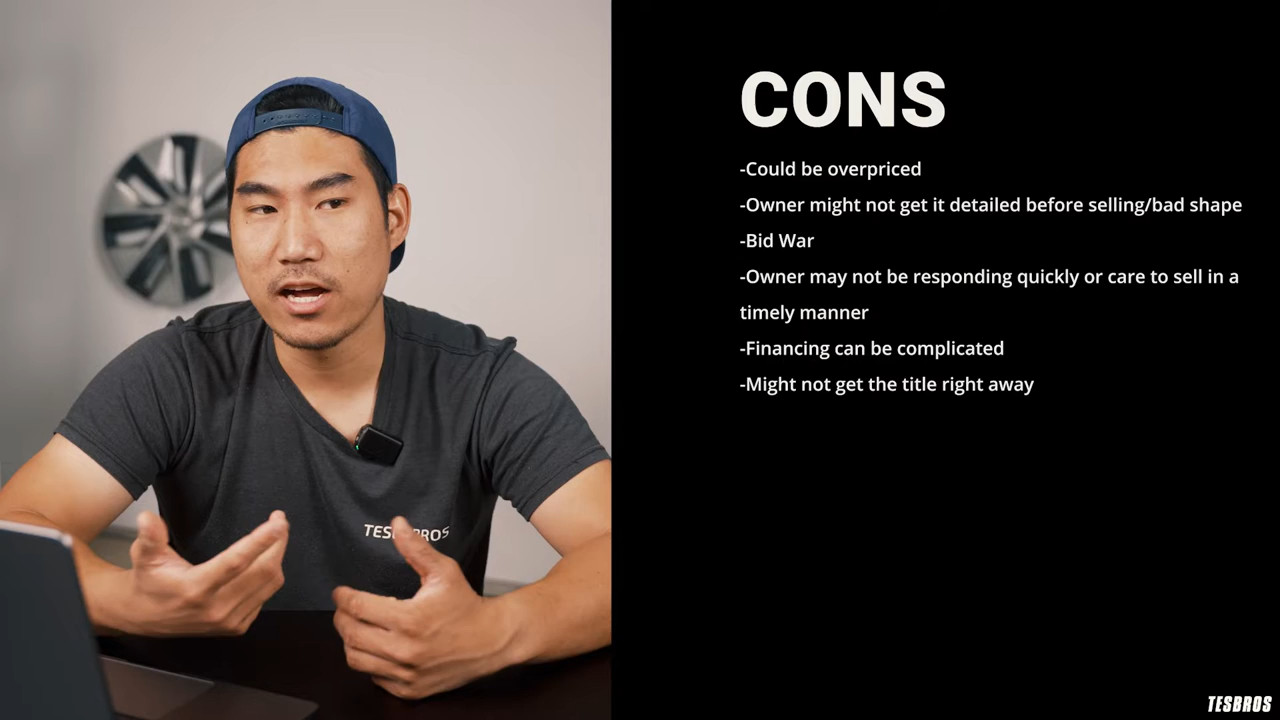 CONS
-Could be overpriced
-Owner might not get it detailed before selling/bad shape
-Bid War
-Owner may not be responding quickly or care to sell in a
timely manner
-Financing can be complicated
-Might not get the title right away
TESBROS
TESBROS